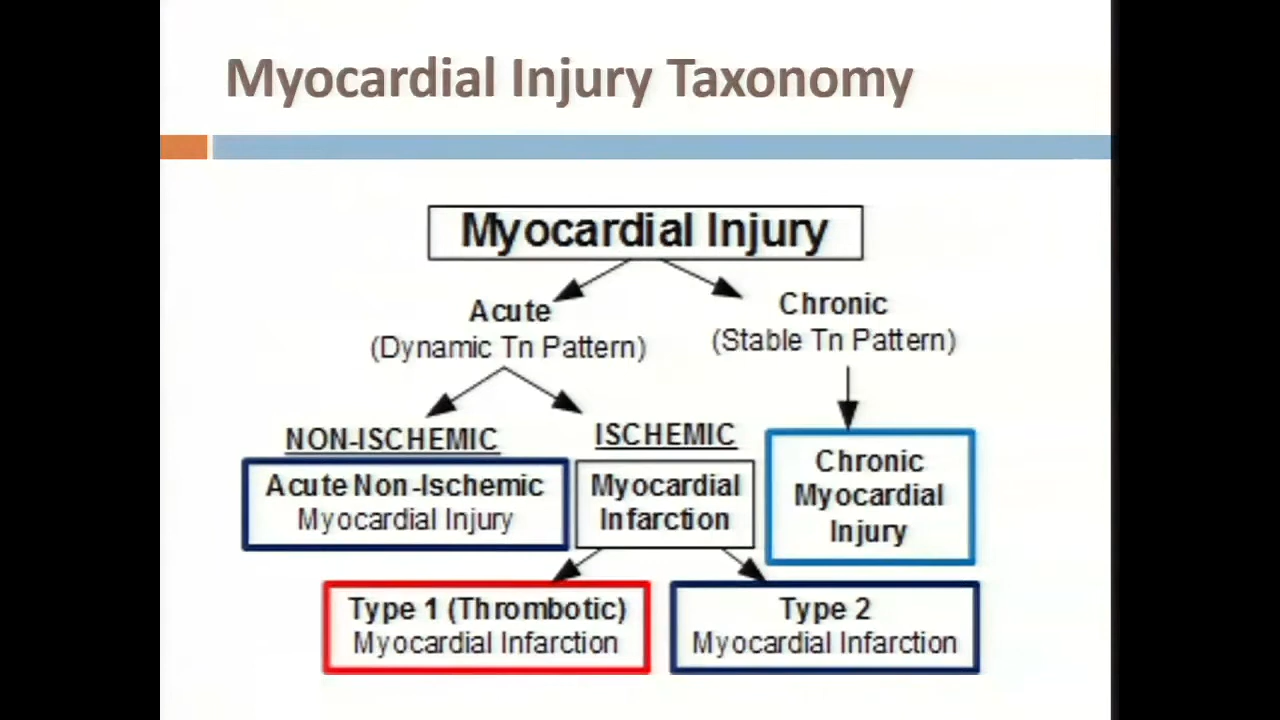 Myocardial Injury Taxonomy
Myocardial Injury
Acute
(Dynamic Tn Pattern)
Chronic
(Stable Tn Pattern)
NON-ISCHEMIC
Acute Non-Ischemic
Myocardial Injury
ISCHEMIC
Myocardial
Infarction
Chronic
Myocardial
Injury
Type 1 (Thrombotic)
Myocardial Infarction
Type 2
Myocardial Infarction